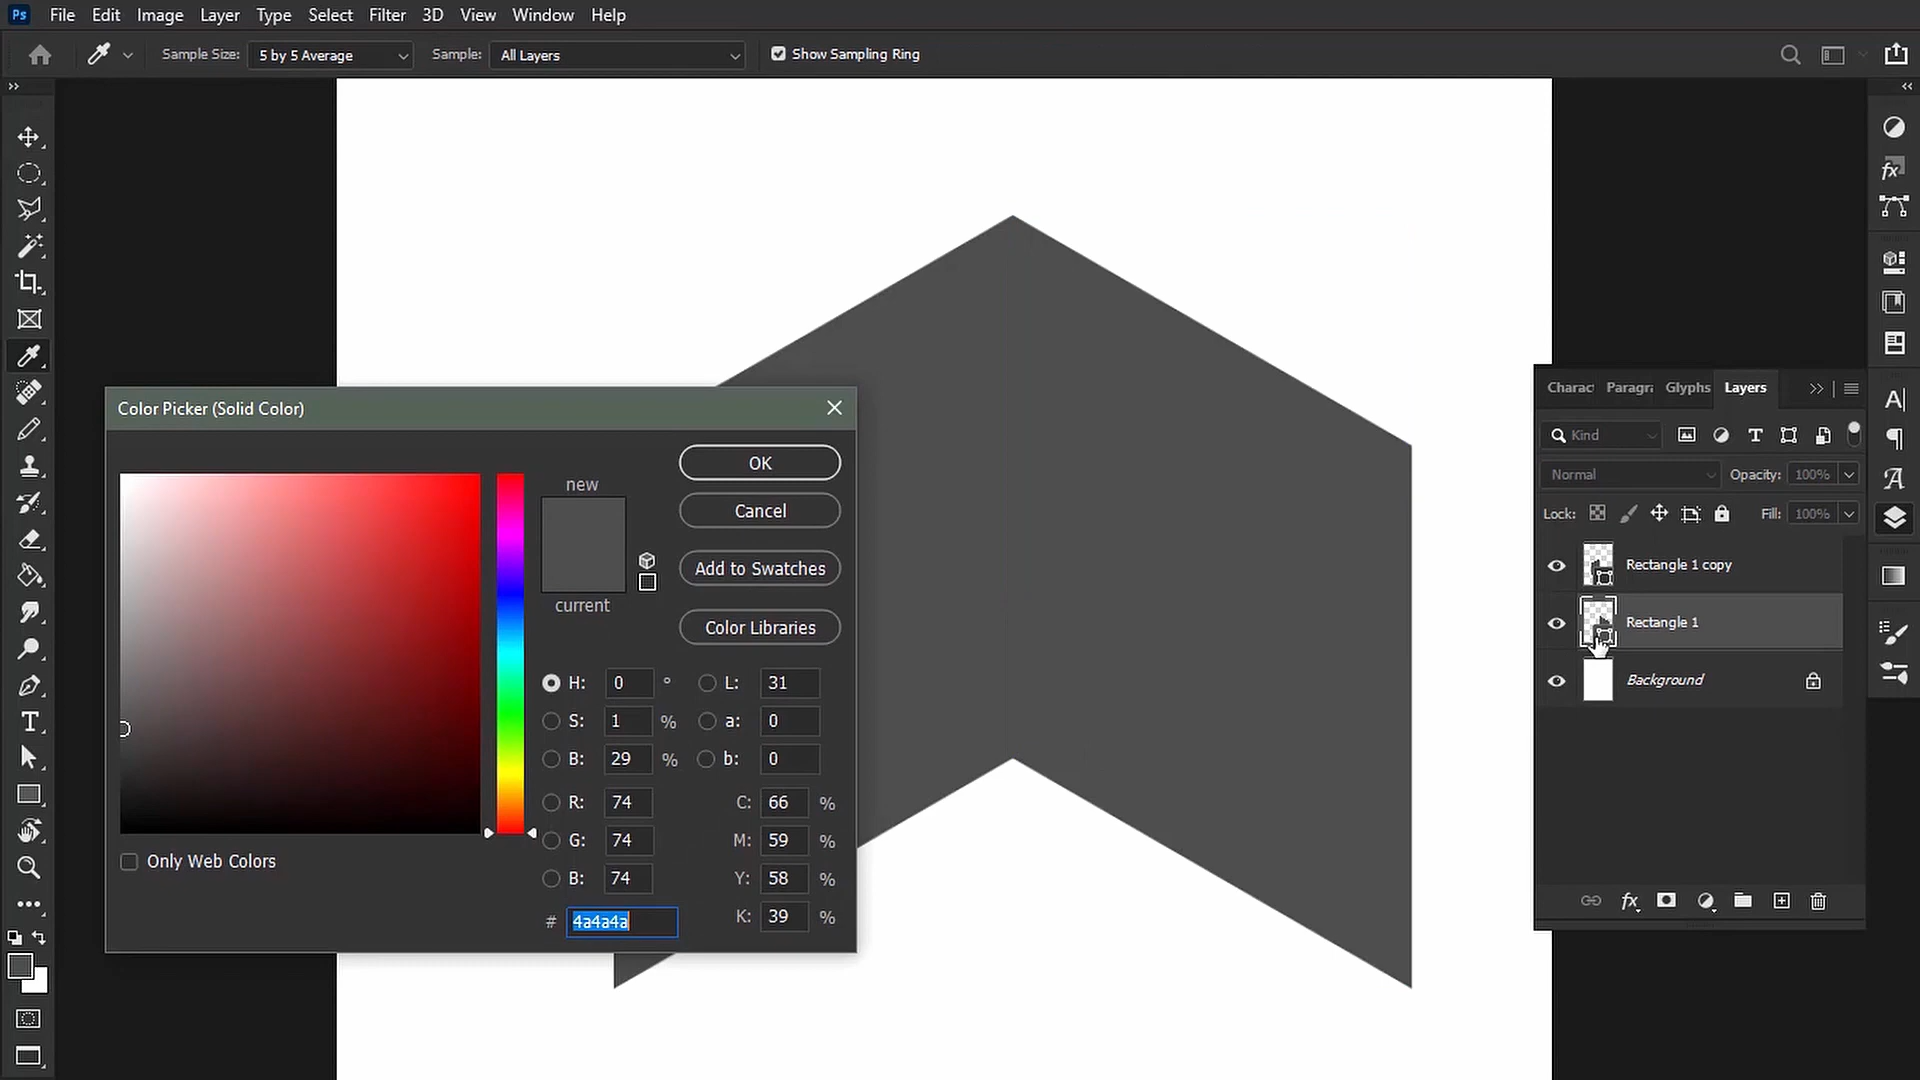 Ps File Edit Image Layer Type Select Filter 3D View Window Help
Sample Size: 5 by 5 Average Sample: All Layers Show Sampling Ring
Charac Paragra Glyphs Layers
Kind
Normal Opacity: 100%
Lock: Fill: 100%
Rectangle 1 copy
Rectangle 1
Background
Color Picker (Solid Color)
new
current
OK
Cancel
Add to Swatches
Color Libraries
H: 0 ° L: 31
S: 1 % a: 0
B: 29 % b: 0
R: 74 C: 66 %
G: 74 M: 59 %
B: 74 Y: 58 %
# 4a4a4a K: 39 %
Only Web Colors